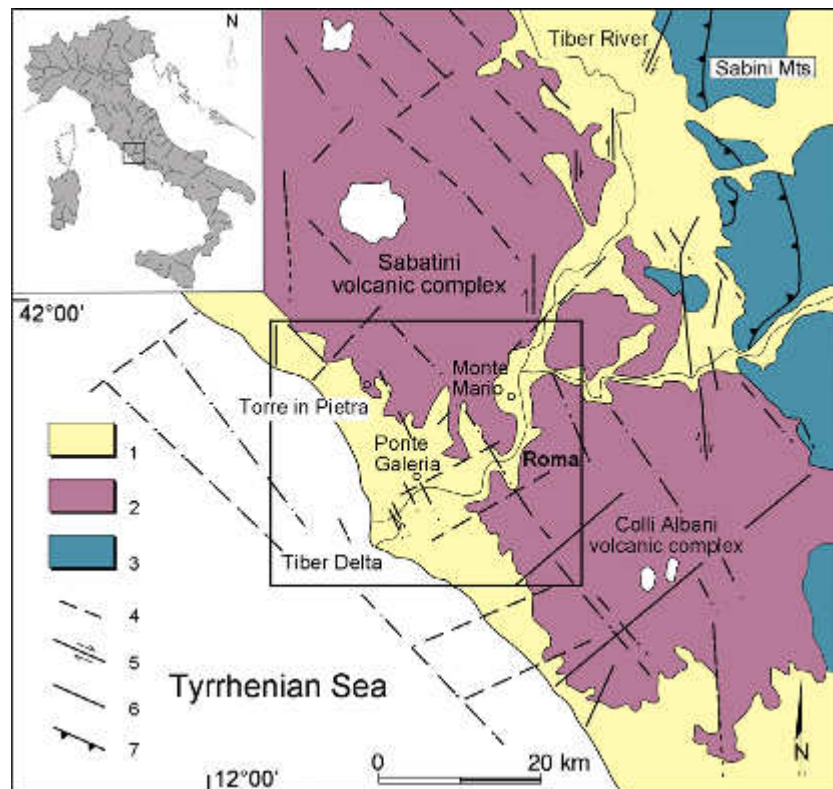 N
Tiber River
Sabini Mts
Sabatini
volcanic complex
42°00'
Monte
Mario
Torre in Pietra
Ponte
Galeria
Roma
Colli Albani
volcanic complex
Tiber Delta
1
2
3
4
5
6
7
Tyrrhenian Sea
N
0 20 km
12°00'